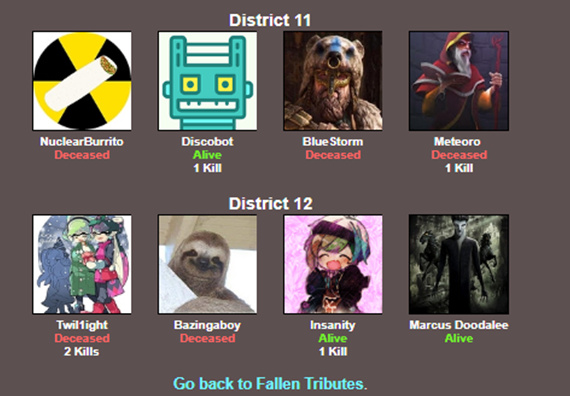 District 11
NuclearBurrito Discobot BlueStorm Meteoro
Deceased Alive Deceased Deceased
1 Kill 1 Kill
District 12
Twil1ight Bazingaboy Insanity Marcus Doodalee
Deceased Deceased Alive Alive
2 Kills 1 Kill
Go back to Fallen Tributes.